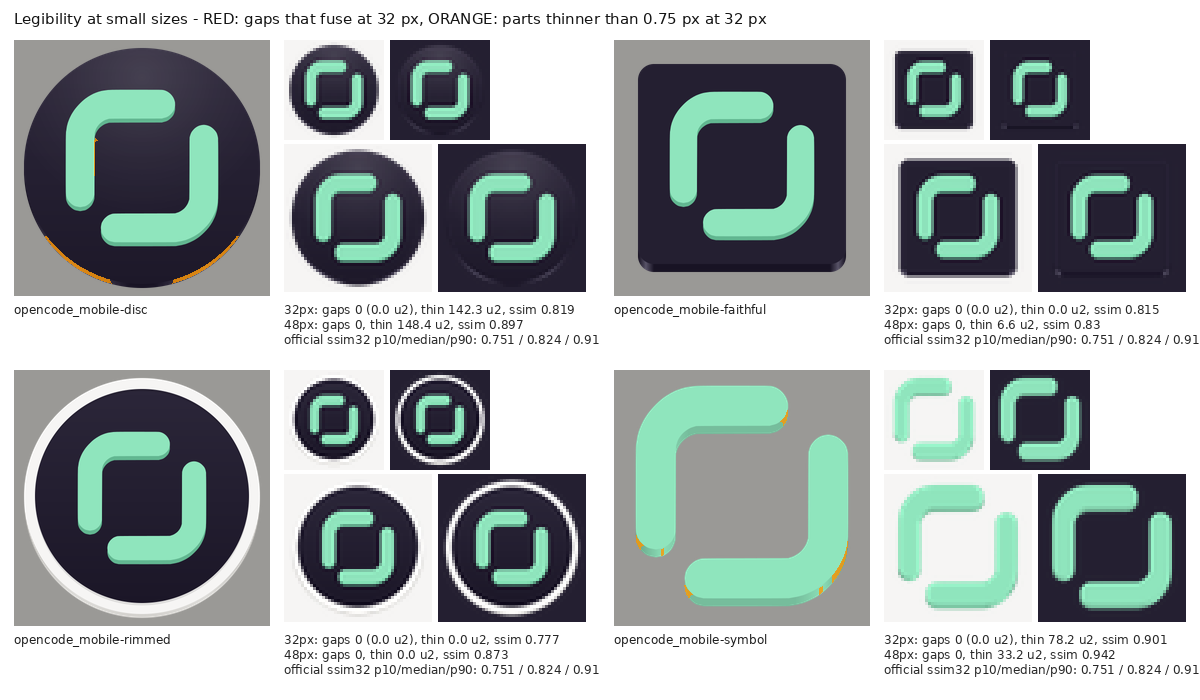 Legibility at small sizes - RED: gaps that fuse at 32 px, ORANGE: parts thinner than 0.75 px at 32 px
opencode_mobile-disc
32px: gaps 0 (0.0 u2), thin 142.3 u2, ssim 0.819
48px: gaps 0, thin 148.4 u2, ssim 0.897
official ssim32 p10/median/p90: 0.751 / 0.824 / 0.91
opencode_mobile-faithful
32px: gaps 0 (0.0 u2), thin 0.0 u2, ssim 0.815
48px: gaps 0, thin 6.6 u2, ssim 0.83
official ssim32 p10/median/p90: 0.751 / 0.824 / 0.91
opencode_mobile-rimmed
32px: gaps 0 (0.0 u2), thin 0.0 u2, ssim 0.777
48px: gaps 0, thin 0.0 u2, ssim 0.873
official ssim32 p10/median/p90: 0.751 / 0.824 / 0.91
opencode_mobile-symbol
32px: gaps 0 (0.0 u2), thin 78.2 u2, ssim 0.901
48px: gaps 0, thin 33.2 u2, ssim 0.942
official ssim32 p10/median/p90: 0.751 / 0.824 / 0.91